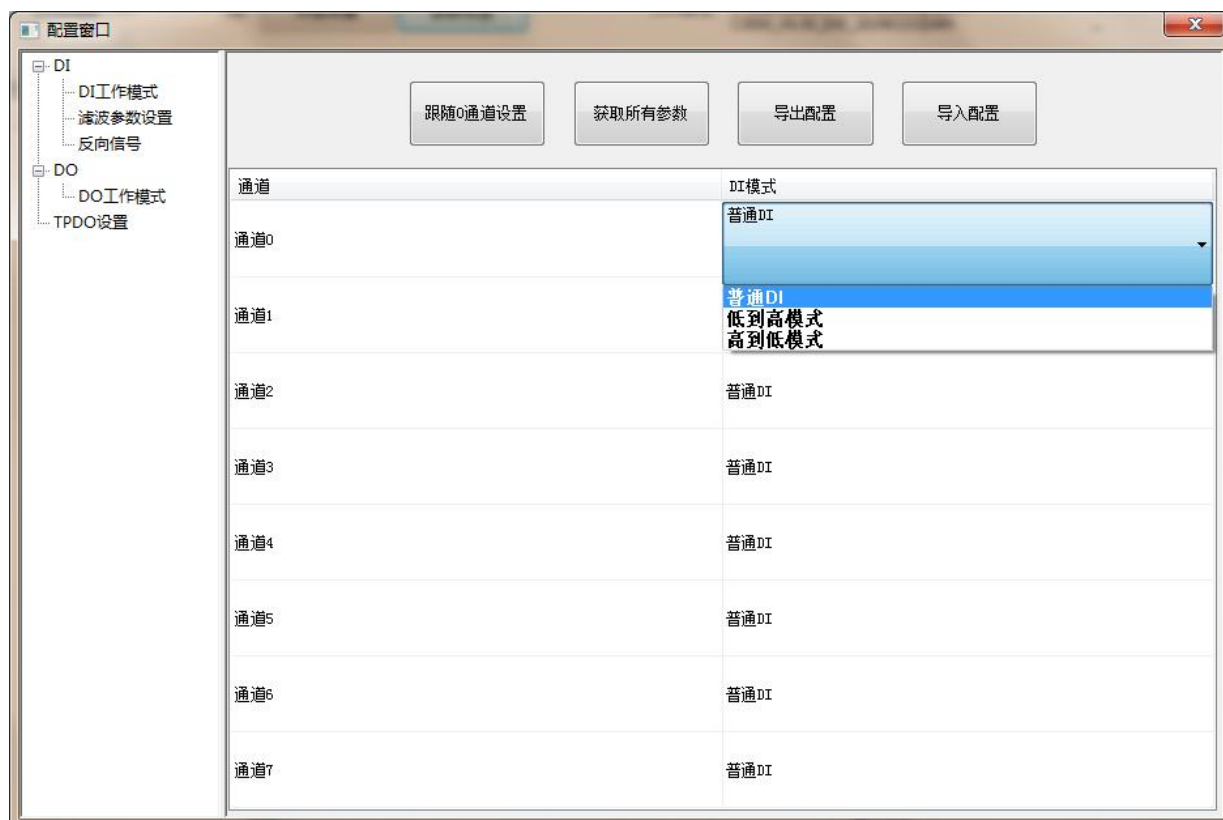 配置窗口
DI
DI工作模式
滤波参数设置
反向信号
DO
DO工作模式
TPDO设置
跟随0通道设置 获取所有参数 导出配置 导入配置
通道 DI模式
通道0 普通DI
普通DI
低到高模式
高到低模式
通道1
通道2 普通DI
通道3 普通DI
通道4 普通DI
通道5 普通DI
通道6 普通DI
通道7 普通DI